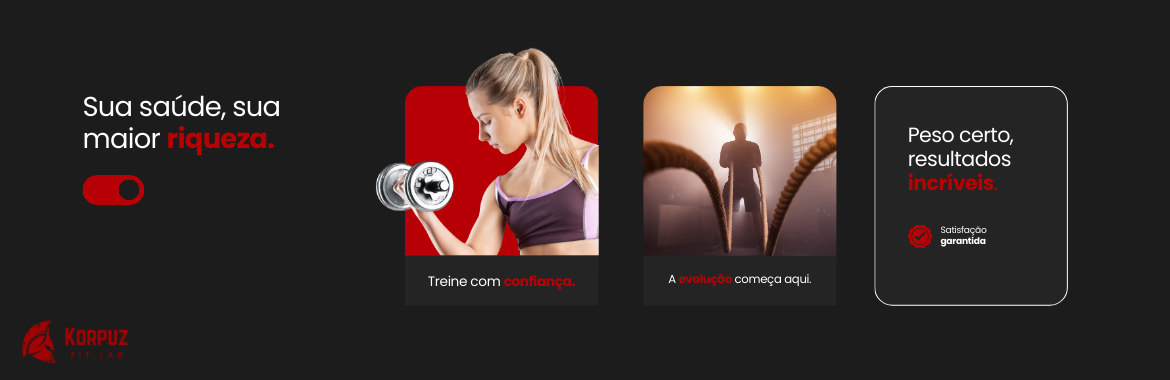 Sua saúde, sua
maior riqueza.
Treine com confiança.
A evolução começa aqui.
Peso certo,
resultados
incríveis.
Satisfação
garantida
KORPUZ
FIT LAB